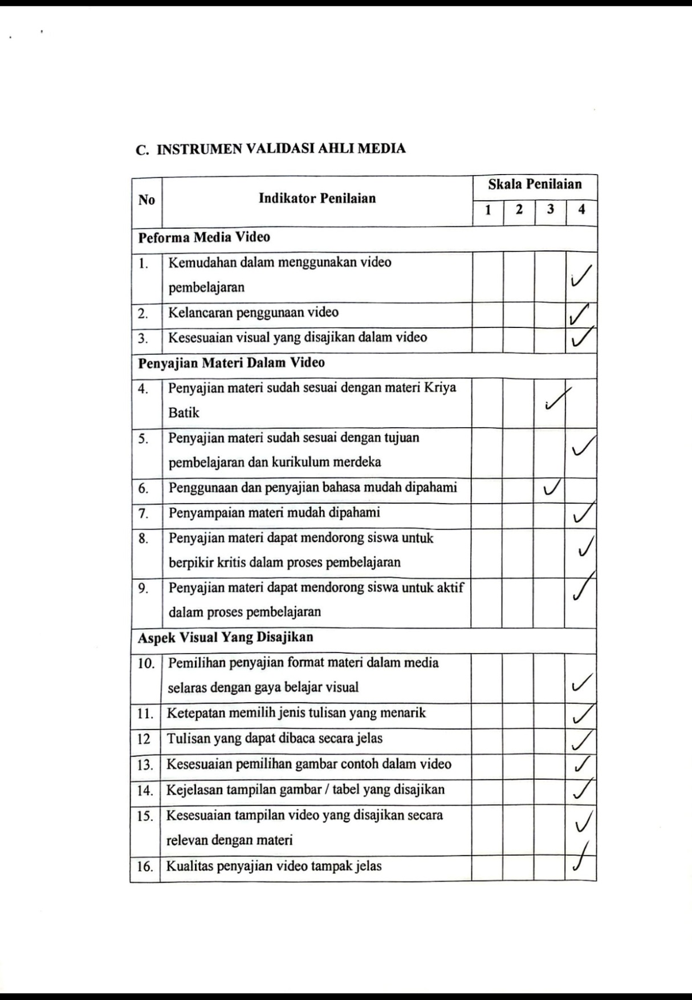 C. INSTRUMEN VALIDASI AHLI MEDIA
No Indikator Penilaian Skala Penilaian
1 2 3 4
Peforma Media Video
1. Kemudahan dalam menggunakan video
pembelajaran ✓
2. Kelancaran penggunaan video ✓
3. Kesesuaian visual yang disajikan dalam video ✓
Penyajian Materi Dalam Video
4. Penyajian materi sudah sesuai dengan materi Kriya
Batik ✓
5. Penyajian materi sudah sesuai dengan tujuan
pembelajaran dan kurikulum merdeka ✓
6. Penggunaan dan penyajian bahasa mudah dipahami ✓
7. Penyampaian materi mudah dipahami ✓
8. Penyajian materi dapat mendorong siswa untuk
berpikir kritis dalam proses pembelajaran ✓
9. Penyajian materi dapat mendorong siswa untuk aktif
dalam proses pembelajaran ✓
Aspek Visual Yang Disajikan
10. Pemilihan penyajian format materi dalam media
selaras dengan gaya belajar visual ✓
11. Ketepatan memilih jenis tulisan yang menarik ✓
12 Tulisan yang dapat dibaca secara jelas ✓
13. Kesesuaian pemilihan gambar contoh dalam video ✓
14. Kejelasan tampilan gambar / tabel yang disajikan ✓
15. Kesesuaian tampilan video yang disajikan secara
relevan dengan materi ✓
16. Kualitas penyajian video tampak jelas ✓